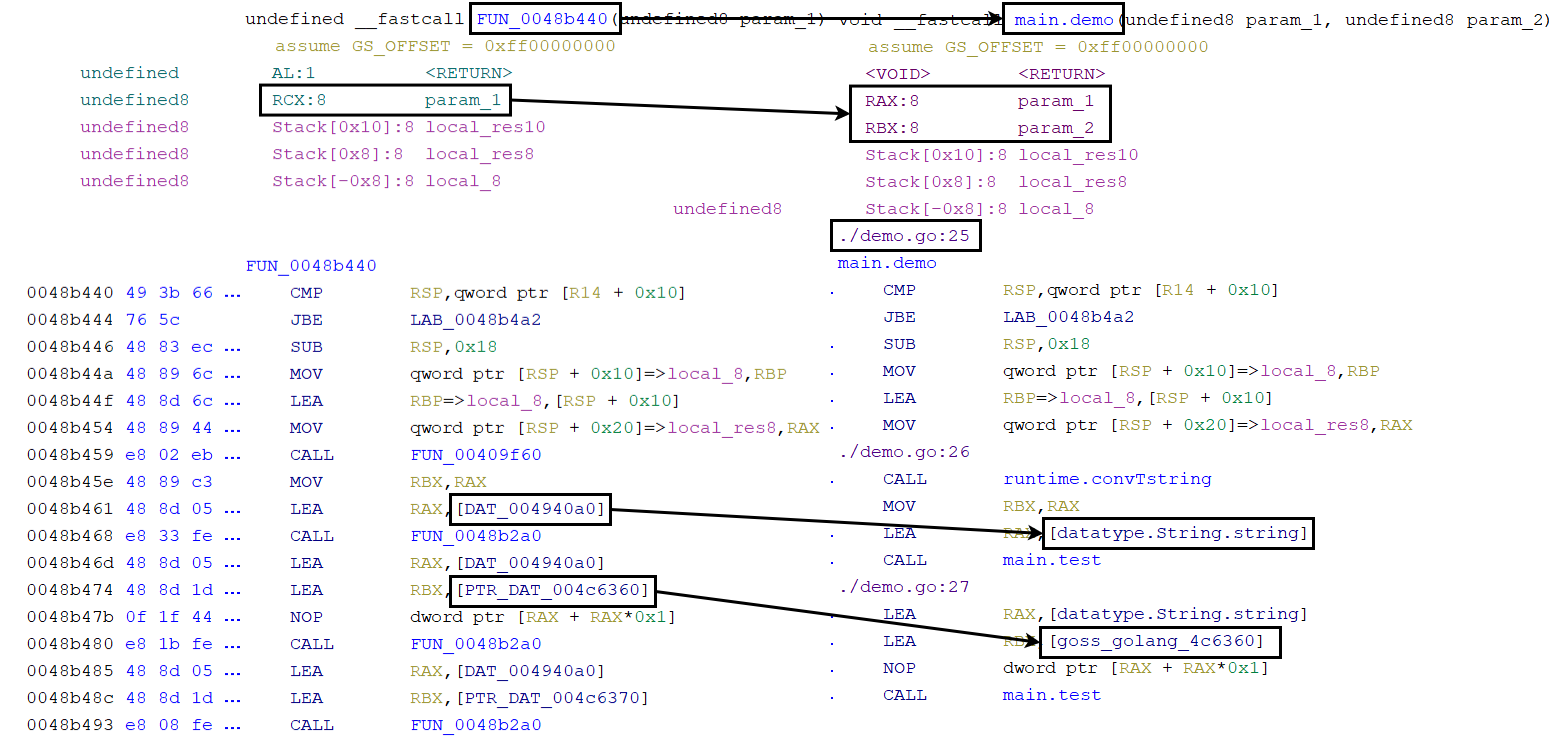 undefined __fastcall FUN_0048b440(undefined8 param_1) void __fastcall main.demo(undefined8 param_1, undefined8 param_2)
assume GS_OFFSET = 0xff00000000 assume GS_OFFSET = 0xff00000000
undefined AL:1 <RETURN> <VOID> <RETURN>
undefined8 RCX:8 param_1 RAX:8 param_1
undefined8 Stack[0x10]:8 local_res10 RBX:8 param_2
undefined8 Stack[0x8]:8 local_res8 Stack[0x10]:8 local_res10
undefined8 Stack[-0x8]:8 local_8 Stack[0x8]:8 local_res8
undefined8 Stack[-0x8]:8 local_8
./demo.go:25
FUN_0048b440 main.demo
0048b440 49 3b 66 ... CMP RSP,qword ptr [R14 + 0x10] . CMP RSP,qword ptr [R14 + 0x10]
0048b444 76 5c JBE LAB_0048b4a2 . JBE LAB_0048b4a2
0048b446 48 83 ec ... SUB RSP,0x18 . SUB RSP,0x18
0048b44a 48 89 6c ... MOV qword ptr [RSP + 0x10]=>local_8,RBP . MOV qword ptr [RSP + 0x10]=>local_8,RBP
0048b44f 48 8d 6c ... LEA RBP=>local_8,[RSP + 0x10] . LEA RBP=>local_8,[RSP + 0x10]
0048b454 48 89 44 ... MOV qword ptr [RSP + 0x20]=>local_res8,RAX . MOV qword ptr [RSP + 0x20]=>local_res8,RAX
0048b459 e8 02 eb ... CALL FUN_00409f60 ./demo.go:26
0048b45e 48 89 c3 MOV RBX,RAX . CALL runtime.convTstring
0048b461 48 8d 05 ... LEA RAX,[DAT_004940a0] . MOV RBX,RAX
0048b468 e8 33 fe ... CALL FUN_0048b2a0 . LEA RAX,[datatype.String.string]
0048b46d 48 8d 05 ... LEA RAX,[DAT_004940a0] . CALL main.test
0048b474 48 8d 1d ... LEA RBX,[PTR_DAT_004c6360] ./demo.go:27
0048b47b 0f 1f 44 ... NOP dword ptr [RAX + RAX*0x1] . LEA RAX,[datatype.String.string]
0048b480 e8 1b fe ... CALL FUN_0048b2a0 . LEA RBX,[goss_golang_4c6360]
0048b485 48 8d 05 ... LEA RAX,[DAT_004940a0] . NOP dword ptr [RAX + RAX*0x1]
0048b48c 48 8d 1d ... LEA RBX,[PTR_DAT_004c6370] . CALL main.test
0048b493 e8 08 fe ... CALL FUN_0048b2a0